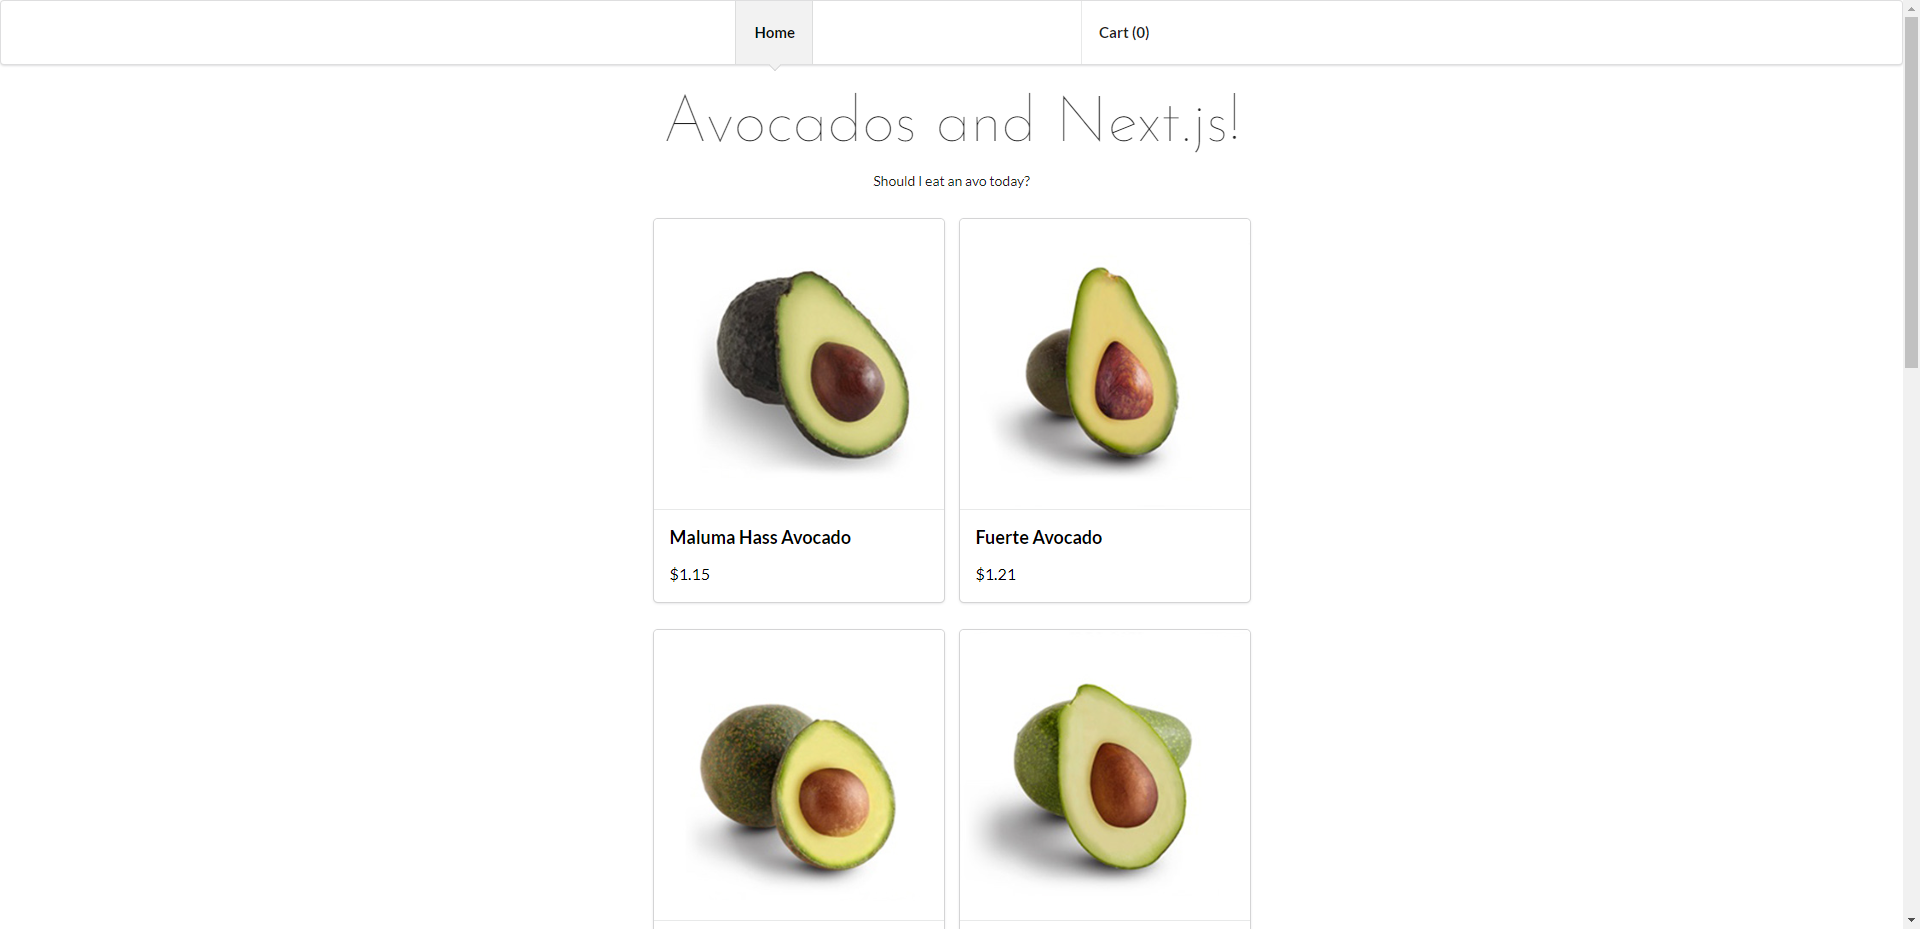 Home
Cart (0)
Avocados and Next.js!
Should I eat an avo today?
Maluma Hass Avocado
$1.15
Fuerte Avocado
$1.21